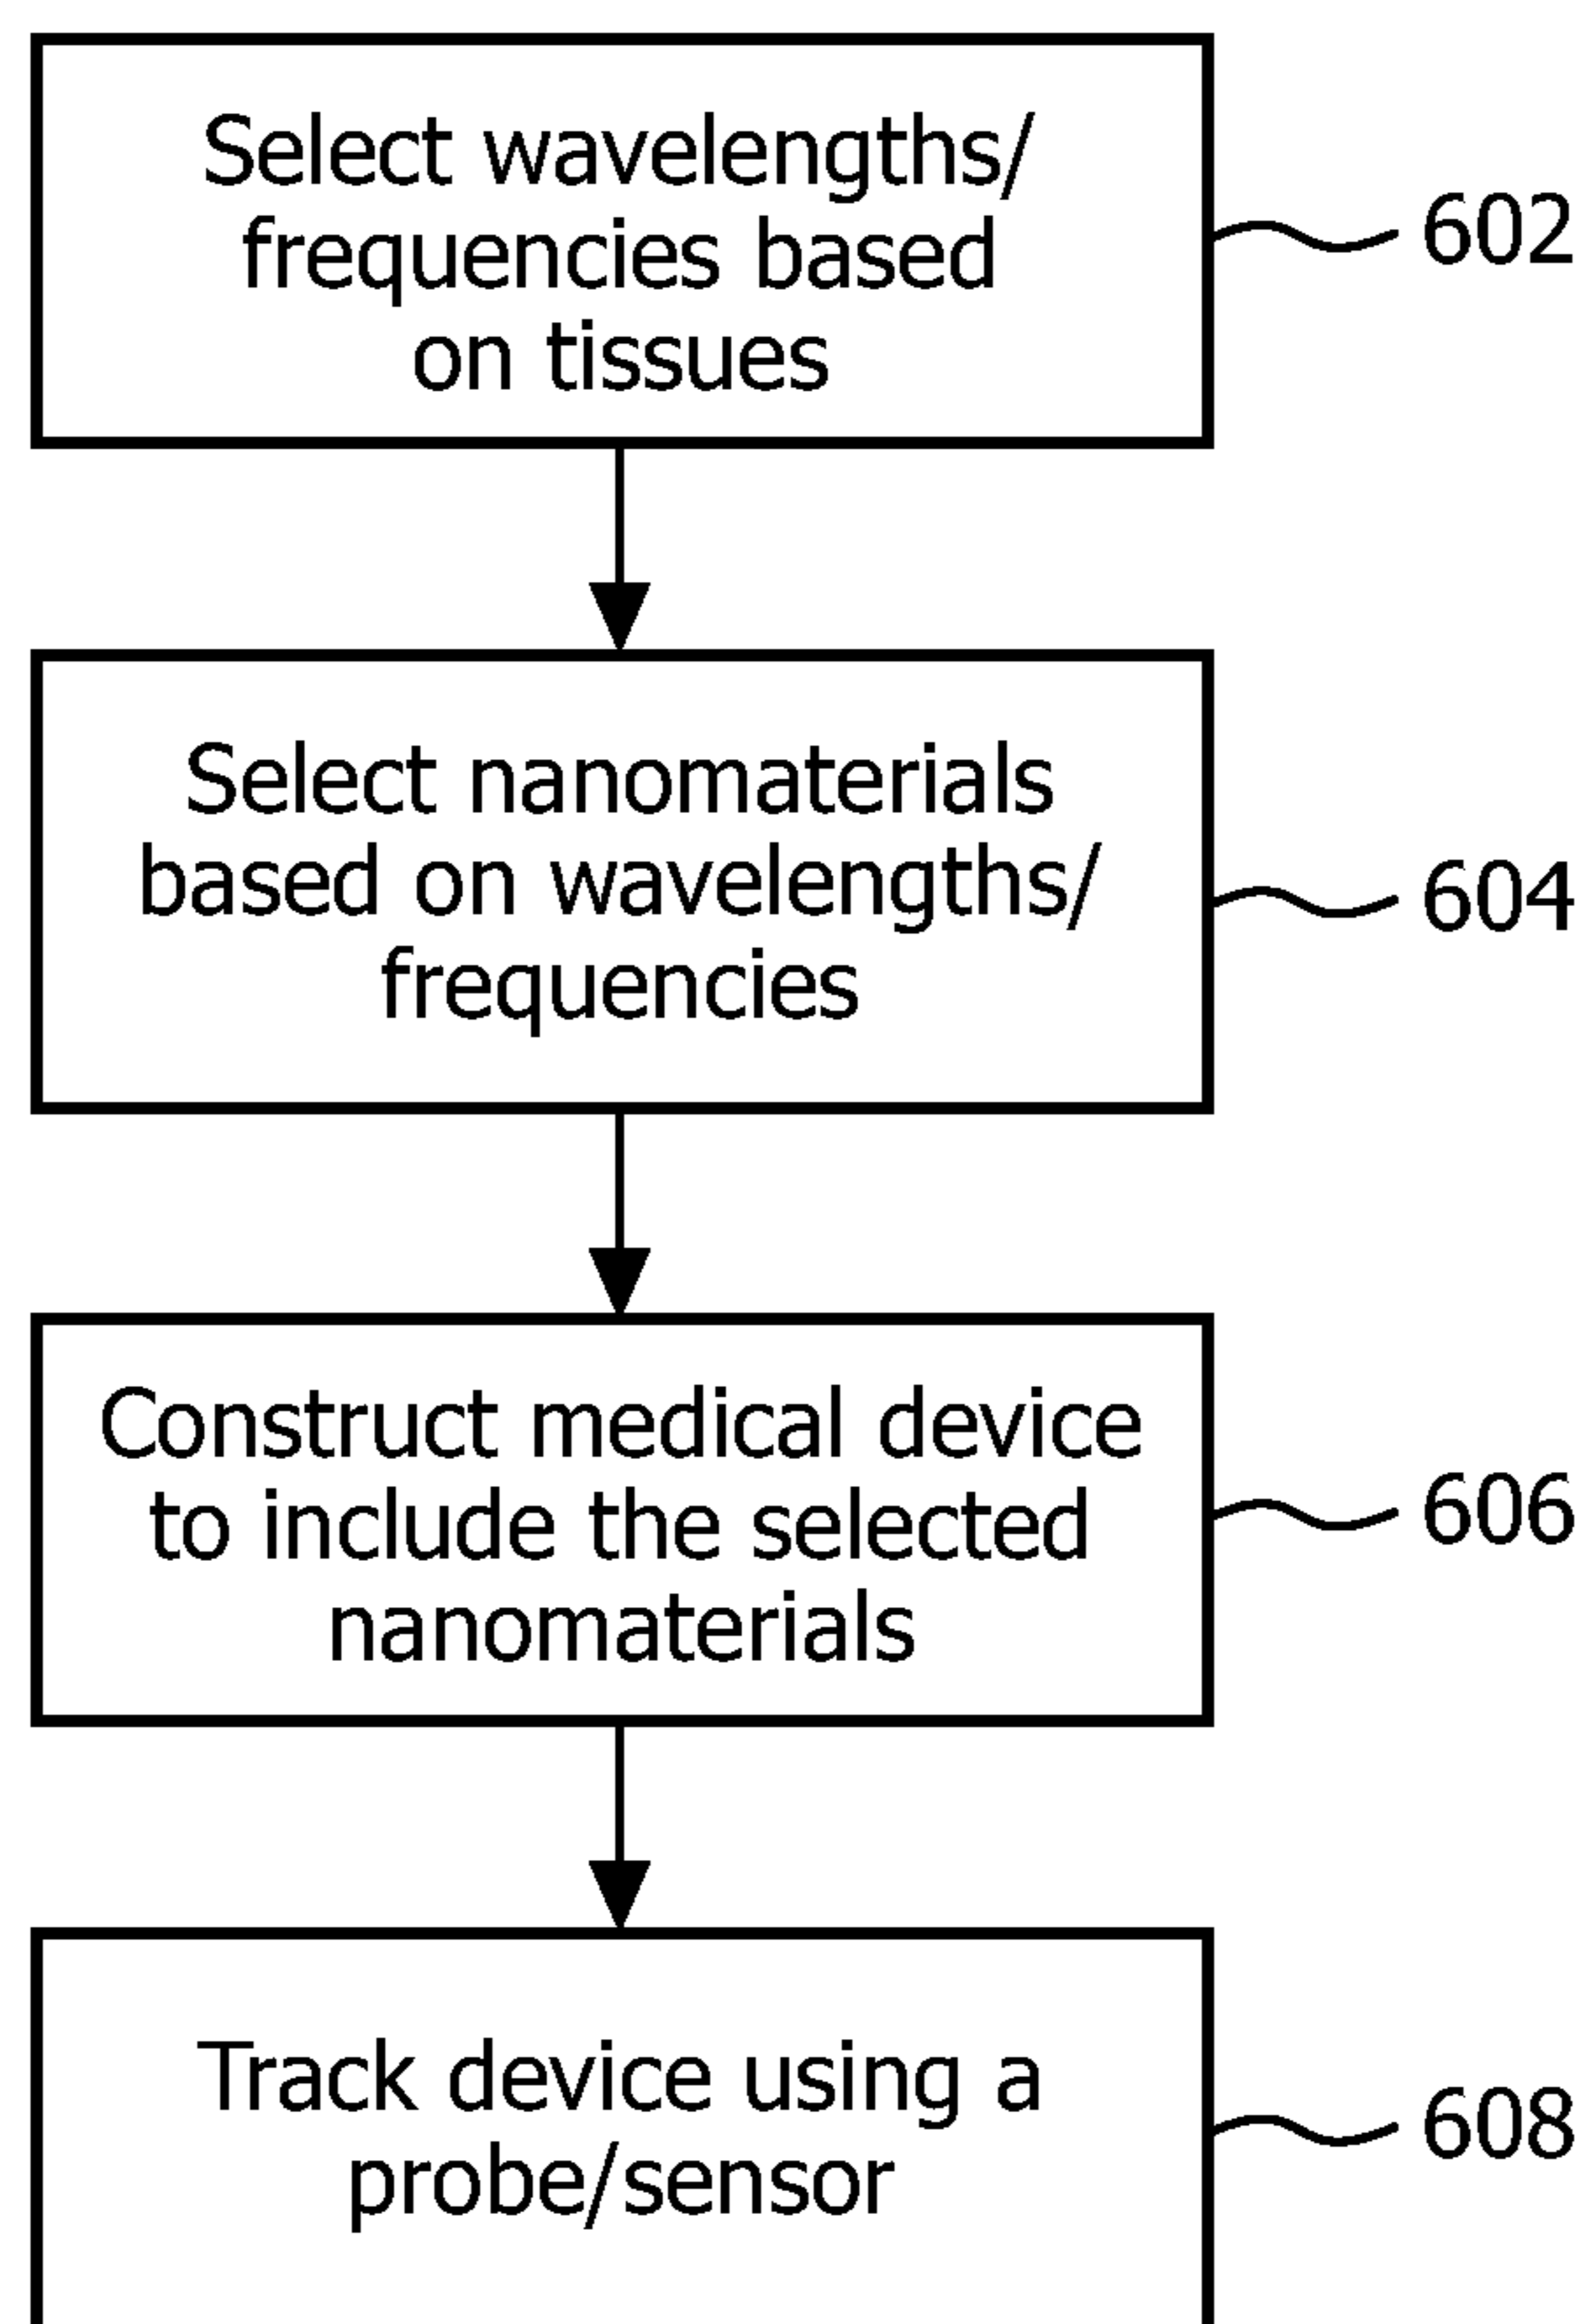 Select wavelengths/
frequencies based
on tissues
602
Select nanomaterials
based on wavelengths/
frequencies
604
Construct medical device
to include the selected
nanomaterials
606
Track device using a
probe/sensor
608